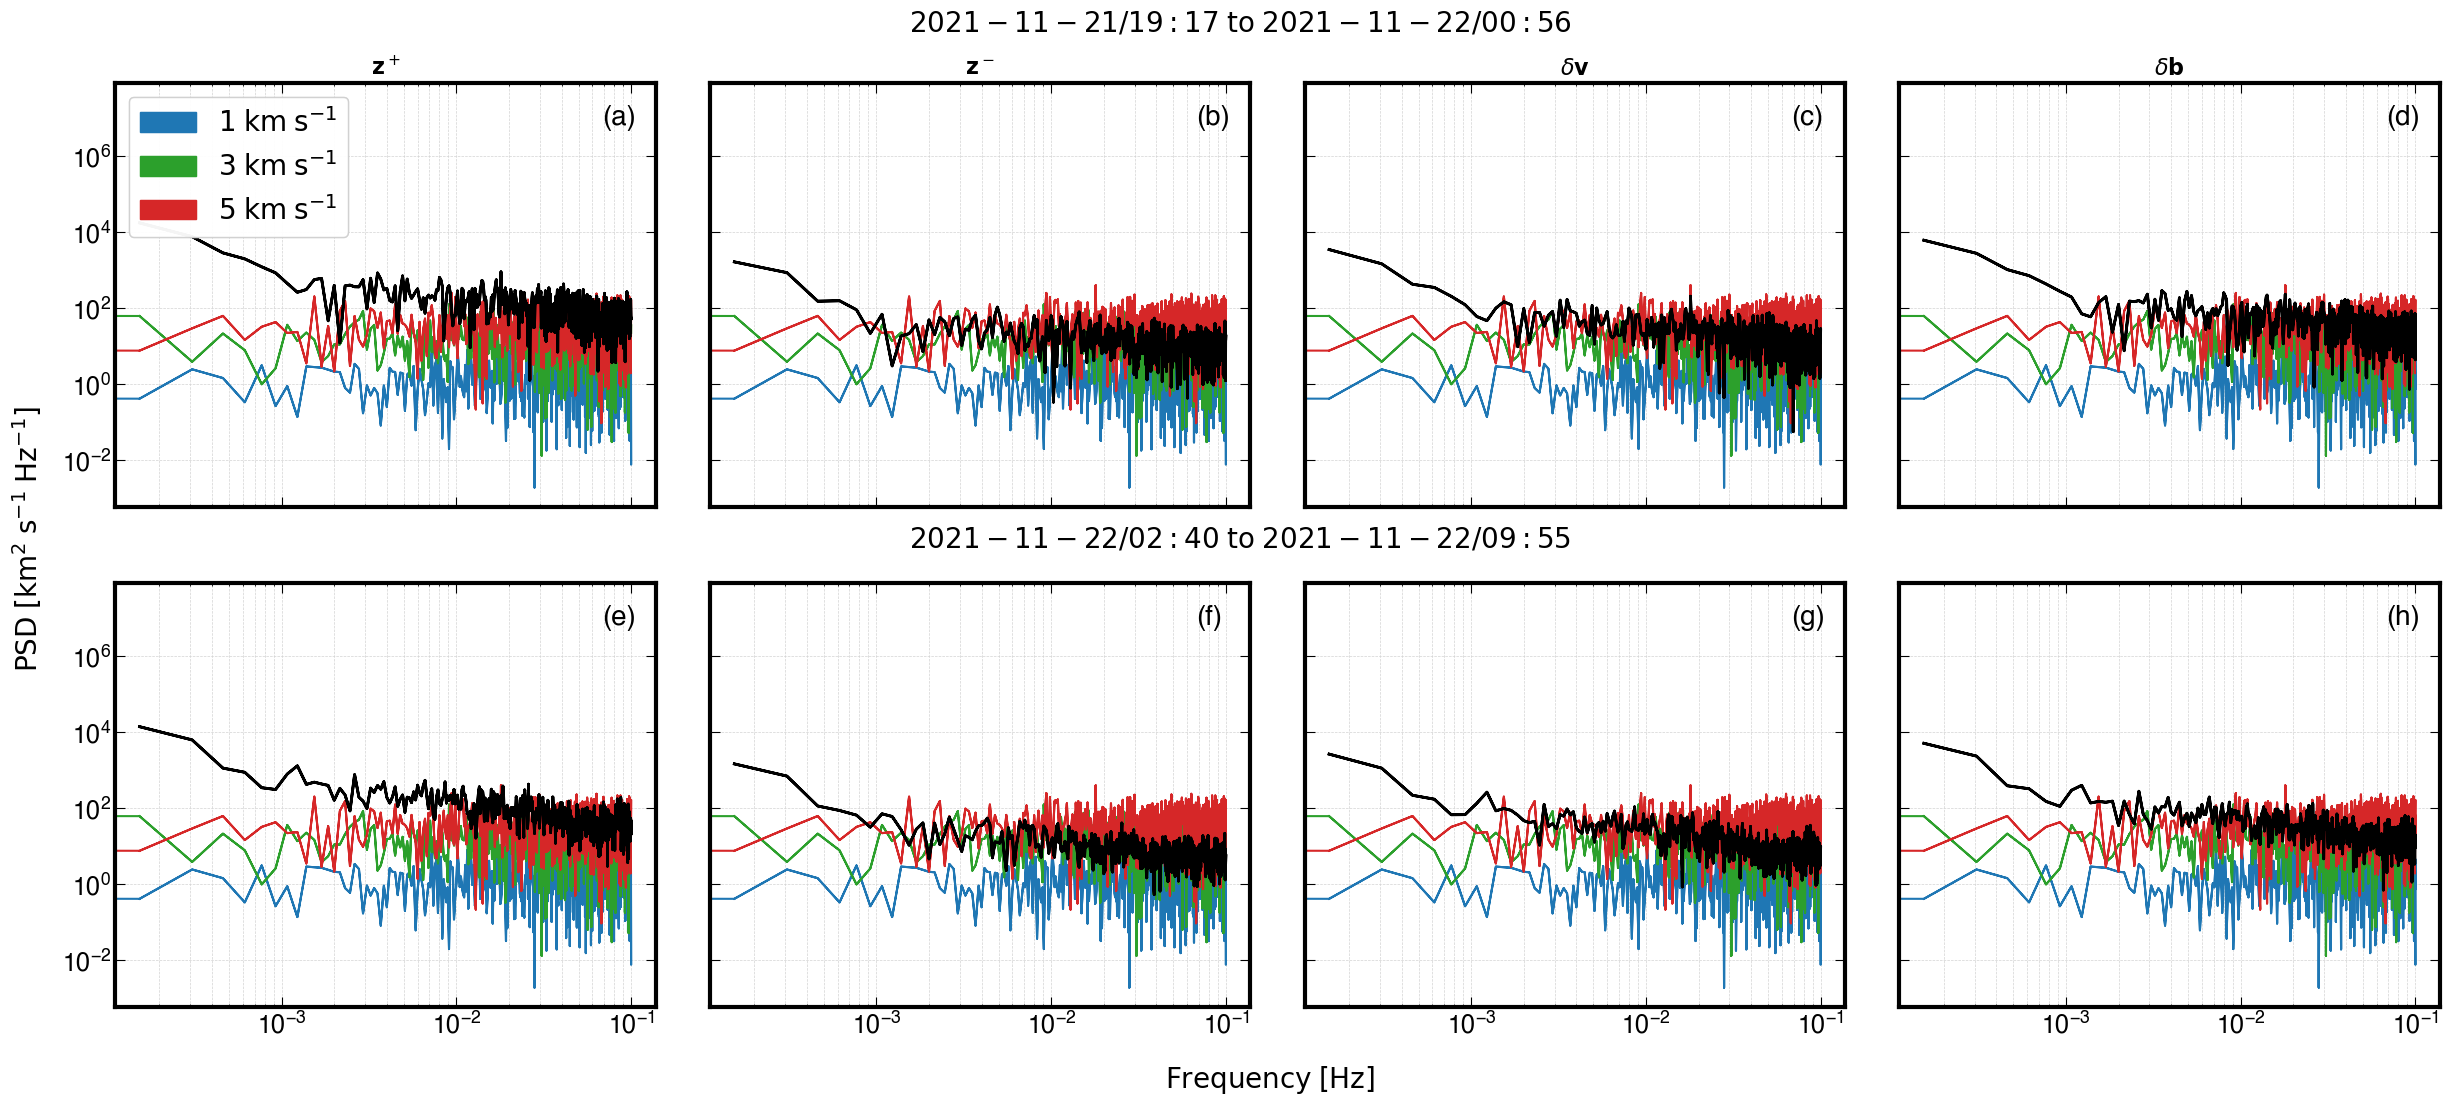 2021 − 11 − 21/19 : 17 to 2021 − 11 − 22/00 : 56
z⁺
z⁻
δv
δb
1 km s⁻¹
3 km s⁻¹
5 km s⁻¹
(a)
(b)
(c)
(d)
10⁶
10⁴
10²
10⁰
10⁻²
PSD [km² s⁻¹ Hz⁻¹]
2021 − 11 − 22/02 : 40 to 2021 − 11 − 22/09 : 55
(e)
(f)
(g)
(h)
10⁶
10⁴
10²
10⁰
10⁻²
10⁻³ 10⁻² 10⁻¹
10⁻³ 10⁻² 10⁻¹
10⁻³ 10⁻² 10⁻¹
10⁻³ 10⁻² 10⁻¹
Frequency [Hz]